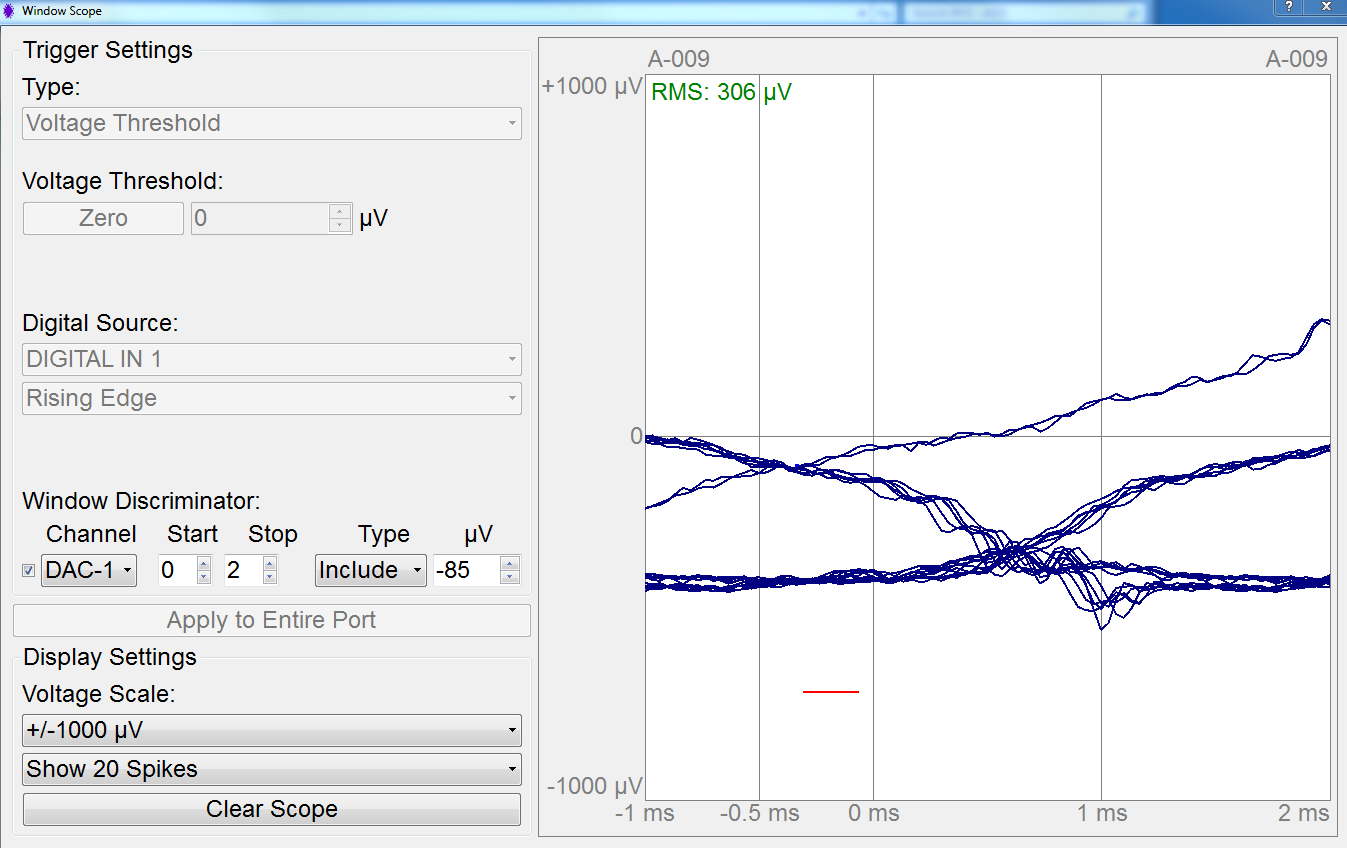 Window Scope
Trigger Settings
Type:
Voltage Threshold
Voltage Threshold:
Zero 0 µV
Digital Source:
DIGITAL IN 1
Rising Edge
Window Discriminator:
Channel Start Stop Type µV
DAC-1 0 2 Include -85
Apply to Entire Port
Display Settings
Voltage Scale:
+/-1000 µV
Show 20 Spikes
Clear Scope
A-009 A-009
+1000 µV
RMS: 306 µV
0
-1000 µV
-1 ms -0.5 ms 0 ms 1 ms 2 ms